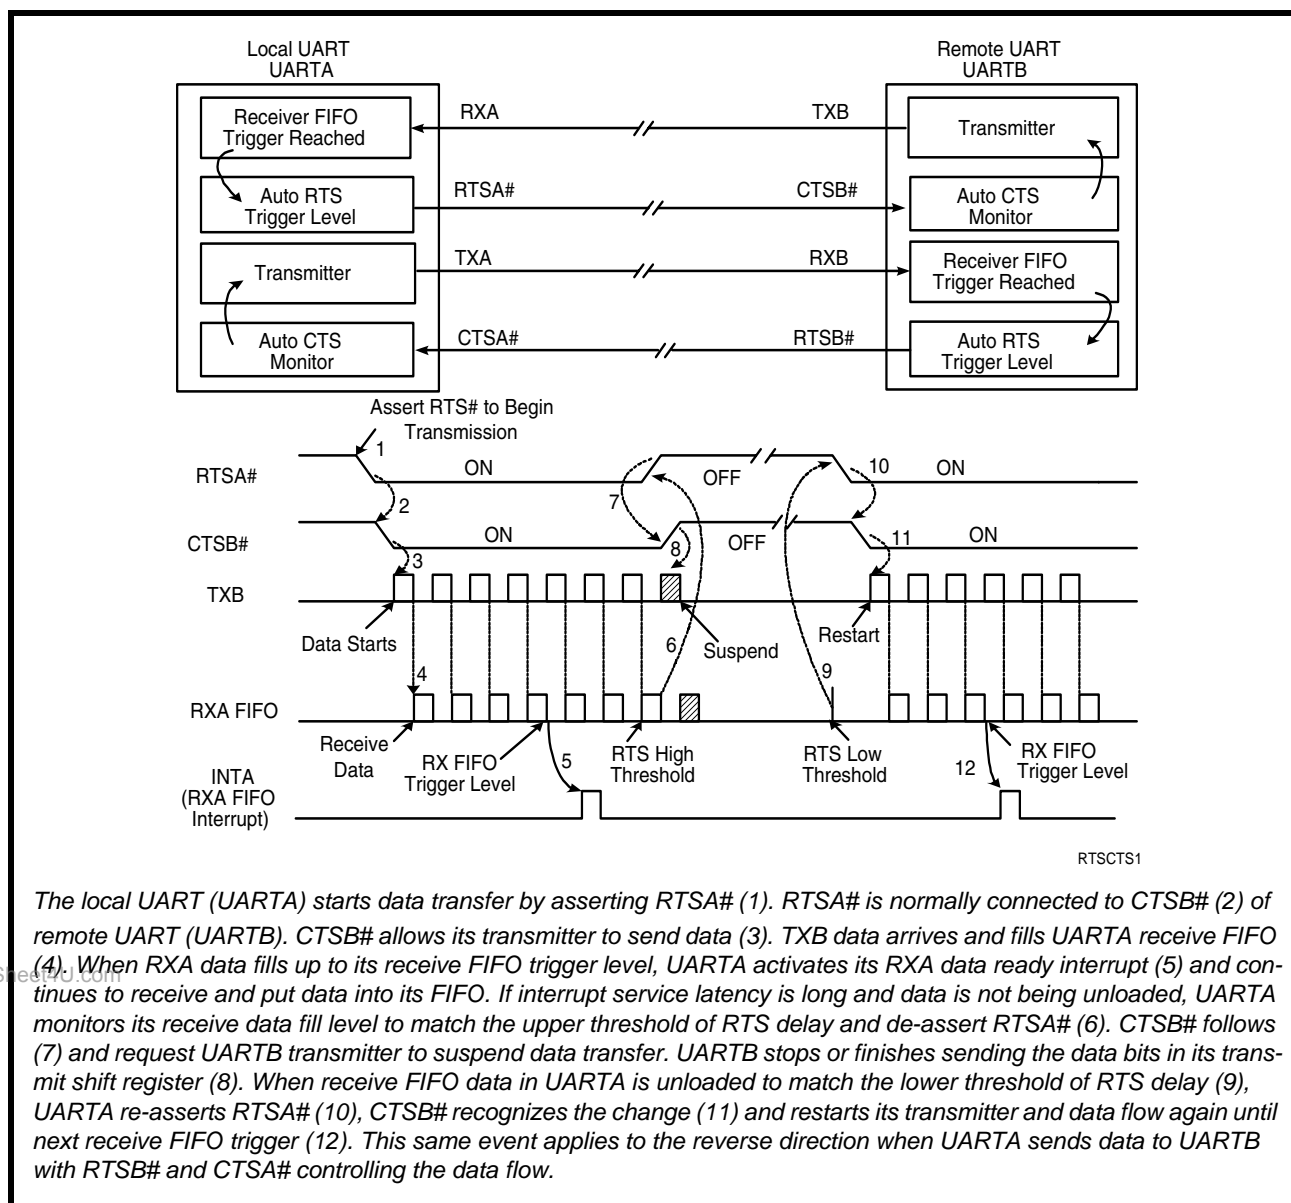 Local UART
UARTA
Remote UART
UARTB
Receiver FIFO
Trigger Reached
RXA
TXB
Transmitter
Auto RTS
Trigger Level
RTSA#
CTSB#
Auto CTS
Monitor
Transmitter
TXA
RXB
Receiver FIFO
Trigger Reached
Auto CTS
Monitor
CTSA#
RTSB#
Auto RTS
Trigger Level
Assert RTS# to Begin
Transmission
RTSA#
1
ON
7
OFF
10
ON
2
CTSB#
ON
3
8
OFF
11
ON
TXB
Data Starts
6
Suspend
Restart
4
9
RXA FIFO
Receive
Data
RX FIFO
Trigger Level
5
RTS High
Threshold
RTS Low
Threshold
12
RX FIFO
Trigger Level
INTA
(RXA FIFO
Interrupt)
RTSCTS1
The local UART (UARTA) starts data transfer by asserting RTSA# (1). RTSA# is normally connected to CTSB# (2) of
remote UART (UARTB). CTSB# allows its transmitter to send data (3). TXB data arrives and fills UARTA receive FIFO
(4). When RXA data fills up to its receive FIFO trigger level, UARTA activates its RXA data ready interrupt (5) and con-
tinues to receive and put data into its FIFO. If interrupt service latency is long and data is not being unloaded, UARTA
monitors its receive data fill level to match the upper threshold of RTS delay and de-assert RTSA# (6). CTSB# follows
(7) and request UARTB transmitter to suspend data transfer. UARTB stops or finishes sending the data bits in its trans-
mit shift register (8). When receive FIFO data in UARTA is unloaded to match the lower threshold of RTS delay (9),
UARTA re-asserts RTSA# (10), CTSB# recognizes the change (11) and restarts its transmitter and data flow again until
next receive FIFO trigger (12). This same event applies to the reverse direction when UARTA sends data to UARTB
with RTSB# and CTSA# controlling the data flow.